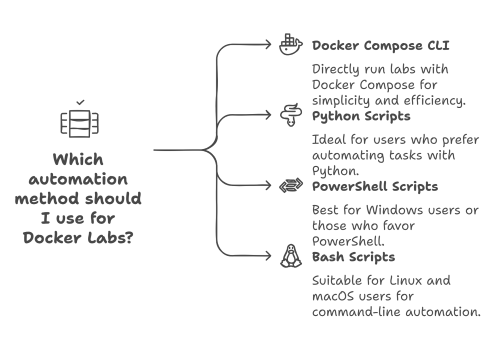 Which
automation
method should
I use for
Docker Labs?
Docker Compose CLI
Directly run labs with
Docker Compose for
simplicity and efficiency.
Python Scripts
Ideal for users who prefer
automating tasks with
Python.
PowerShell Scripts
Best for Windows users or
those who favor
PowerShell.
Bash Scripts
Suitable for Linux and
macOS users for
command-line automation.